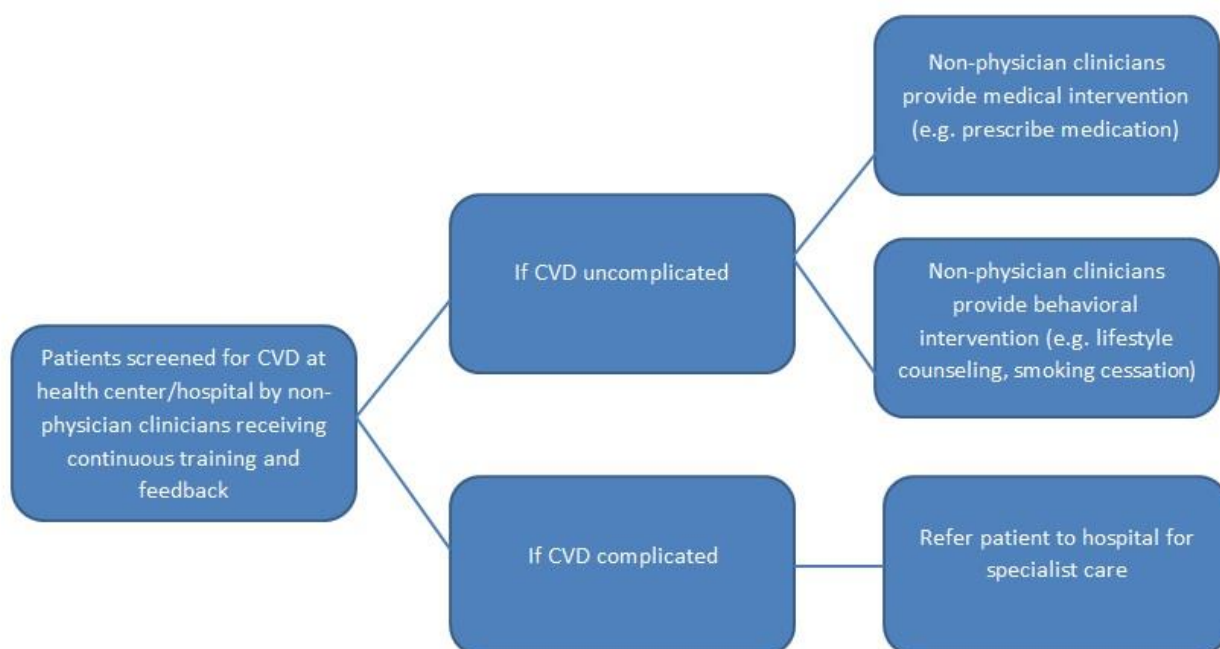 Patients screened for CVD at
health center/hospital by non-
physician clinicians receiving
continuous training and
feedback
If CVD uncomplicated
Non-physician clinicians
provide medical intervention
(e.g. prescribe medication)
Non-physician clinicians
provide behavioral
intervention (e.g. lifestyle
counseling, smoking cessation)
If CVD complicated
Refer patient to hospital for
specialist care